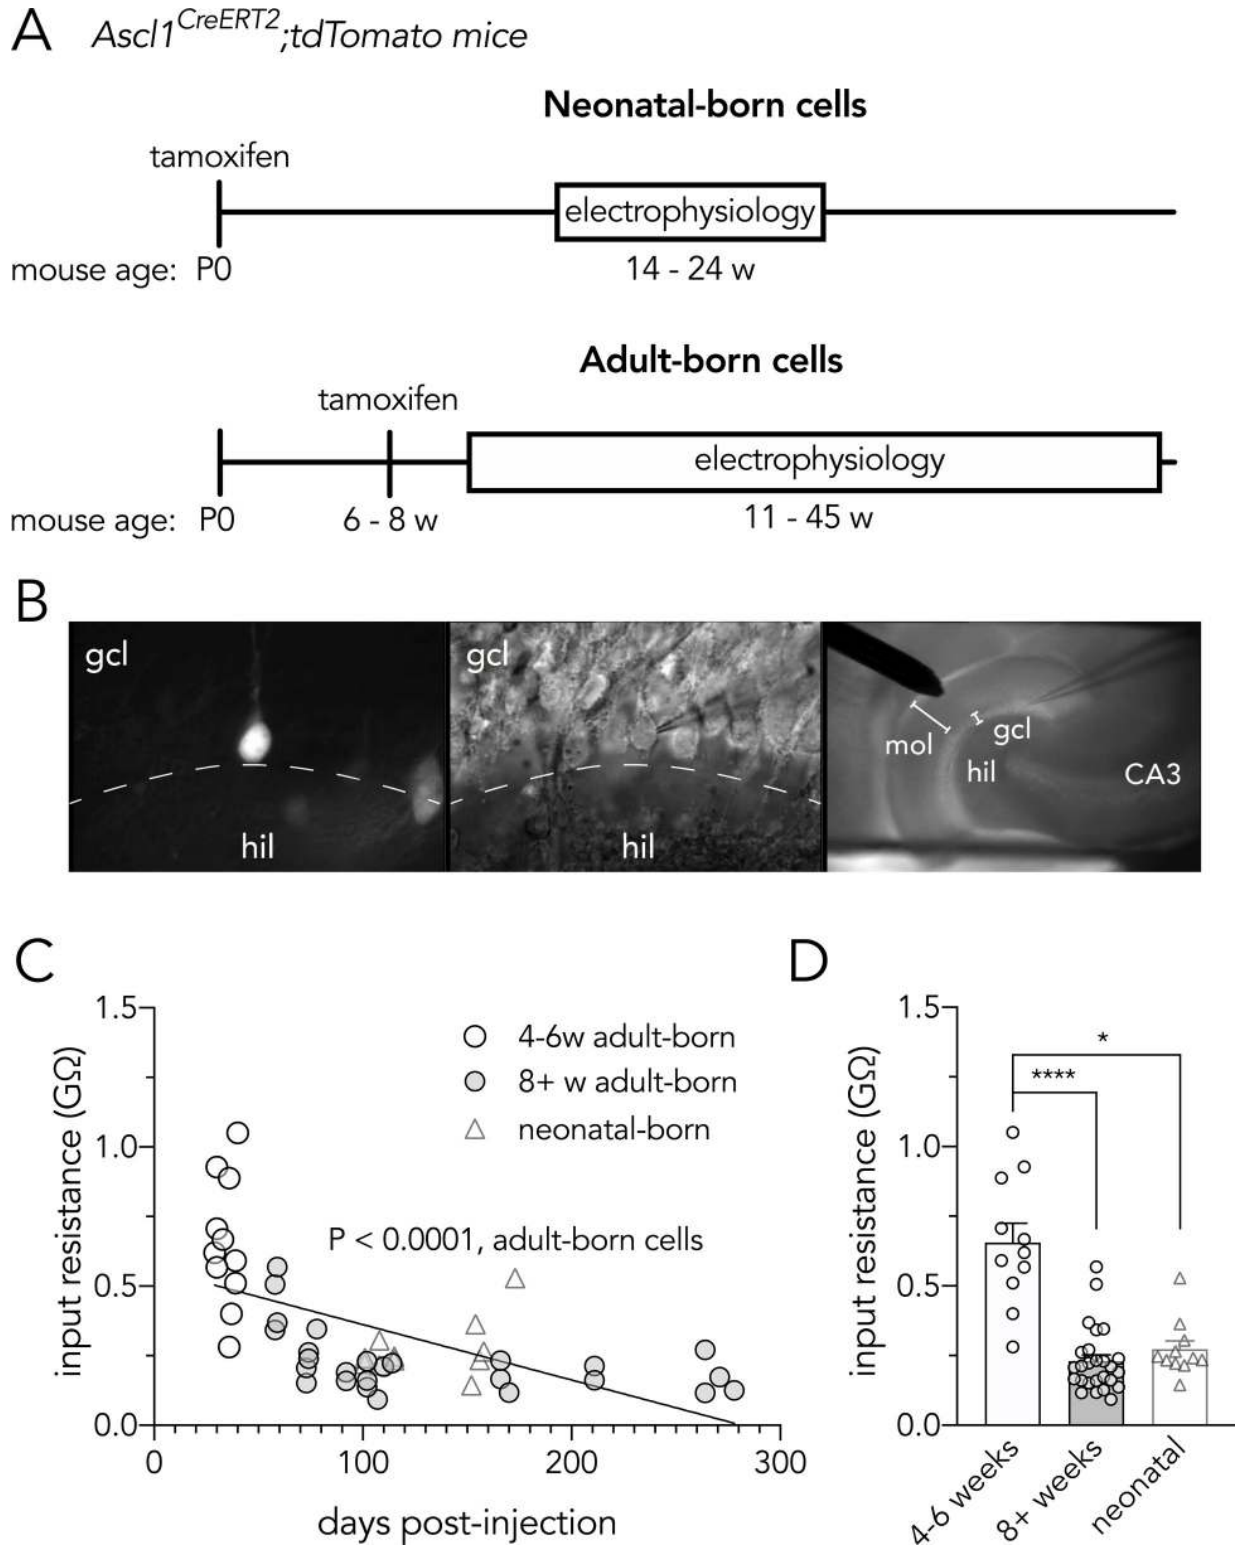 A Ascl1^CreERT2;tdTomato mice
Neonatal-born cells
tamoxifen
electrophysiology
mouse age: P0 14 - 24 w
Adult-born cells
tamoxifen
electrophysiology
mouse age: P0 6 - 8 w 11 - 45 w
B
gcl gcl
mol gcl
hil CA3
hil hil
C
1.5
1.0
0.5
0.0
input resistance (GΩ)
4-6w adult-born
8+ w adult-born
neonatal-born
P < 0.0001, adult-born cells
0 100 200 300
days post-injection
D
1.5
1.0
0.5
0.0
input resistance (GΩ)
*
****
4-6 weeks
8+ weeks
neonatal